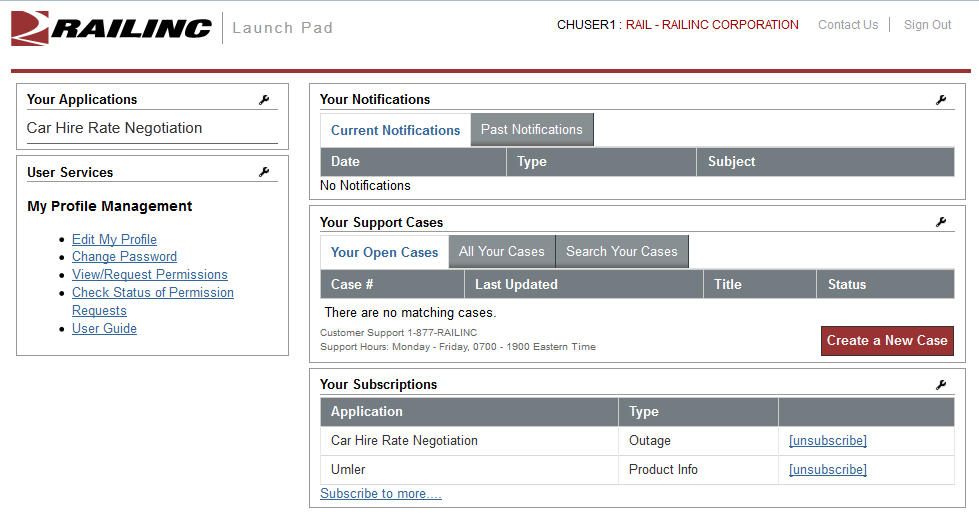 RAILINC Launch Pad CHUSER1 : RAIL - RAILINC CORPORATION Contact Us Sign Out
Your Applications
Car Hire Rate Negotiation
User Services
My Profile Management
Edit My Profile
Change Password
View/Request Permissions
Check Status of Permission
Requests
User Guide
Your Notifications
Current Notifications Past Notifications
Date Type Subject
No Notifications
Your Support Cases
Your Open Cases All Your Cases Search Your Cases
Case # Last Updated Title Status
There are no matching cases.
Customer Support 1-877-RAILINC
Support Hours: Monday - Friday, 0700 - 1900 Eastern Time
Create a New Case
Your Subscriptions
Application Type
Car Hire Rate Negotiation Outage [unsubscribe]
Umler Product Info [unsubscribe]
Subscribe to more....